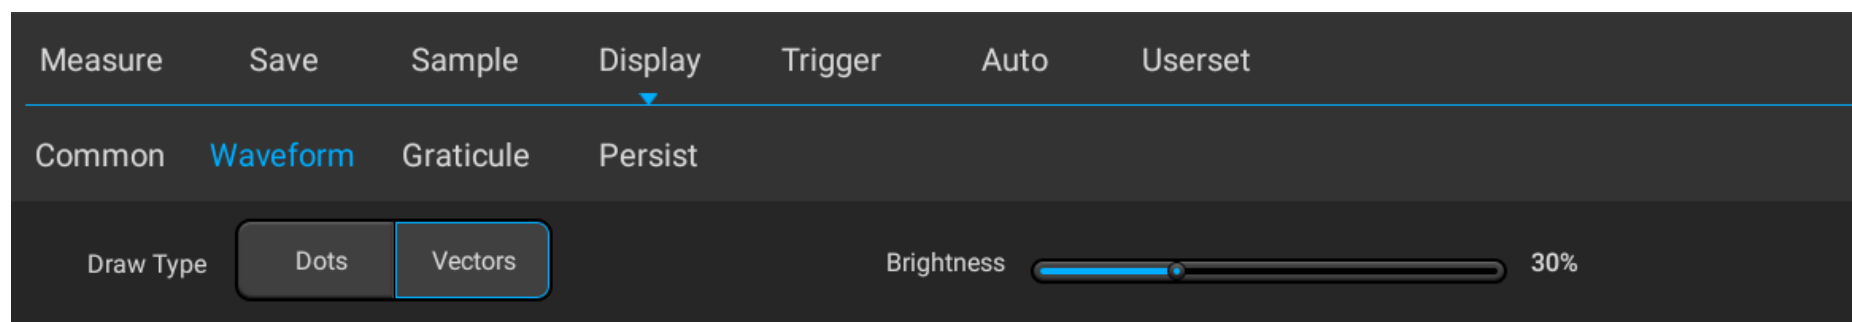 Measure Save Sample Display Trigger Auto Userset
Common Waveform Graticule Persist
Draw Type Dots Vectors Brightness 30%